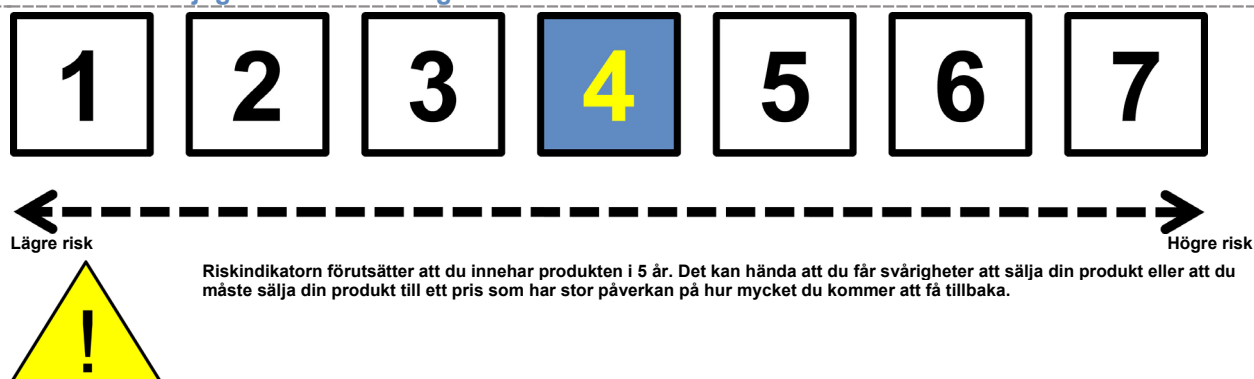 1 2 3 4 5 6 7
Lägre risk Högre risk
Riskindikatorn förutsätter att du innehar produkten i 5 år. Det kan hända att du får svårigheter att sälja din produkt eller att du
måste sälja din produkt till ett pris som har stor påverkan på hur mycket du kommer att få tillbaka.
!